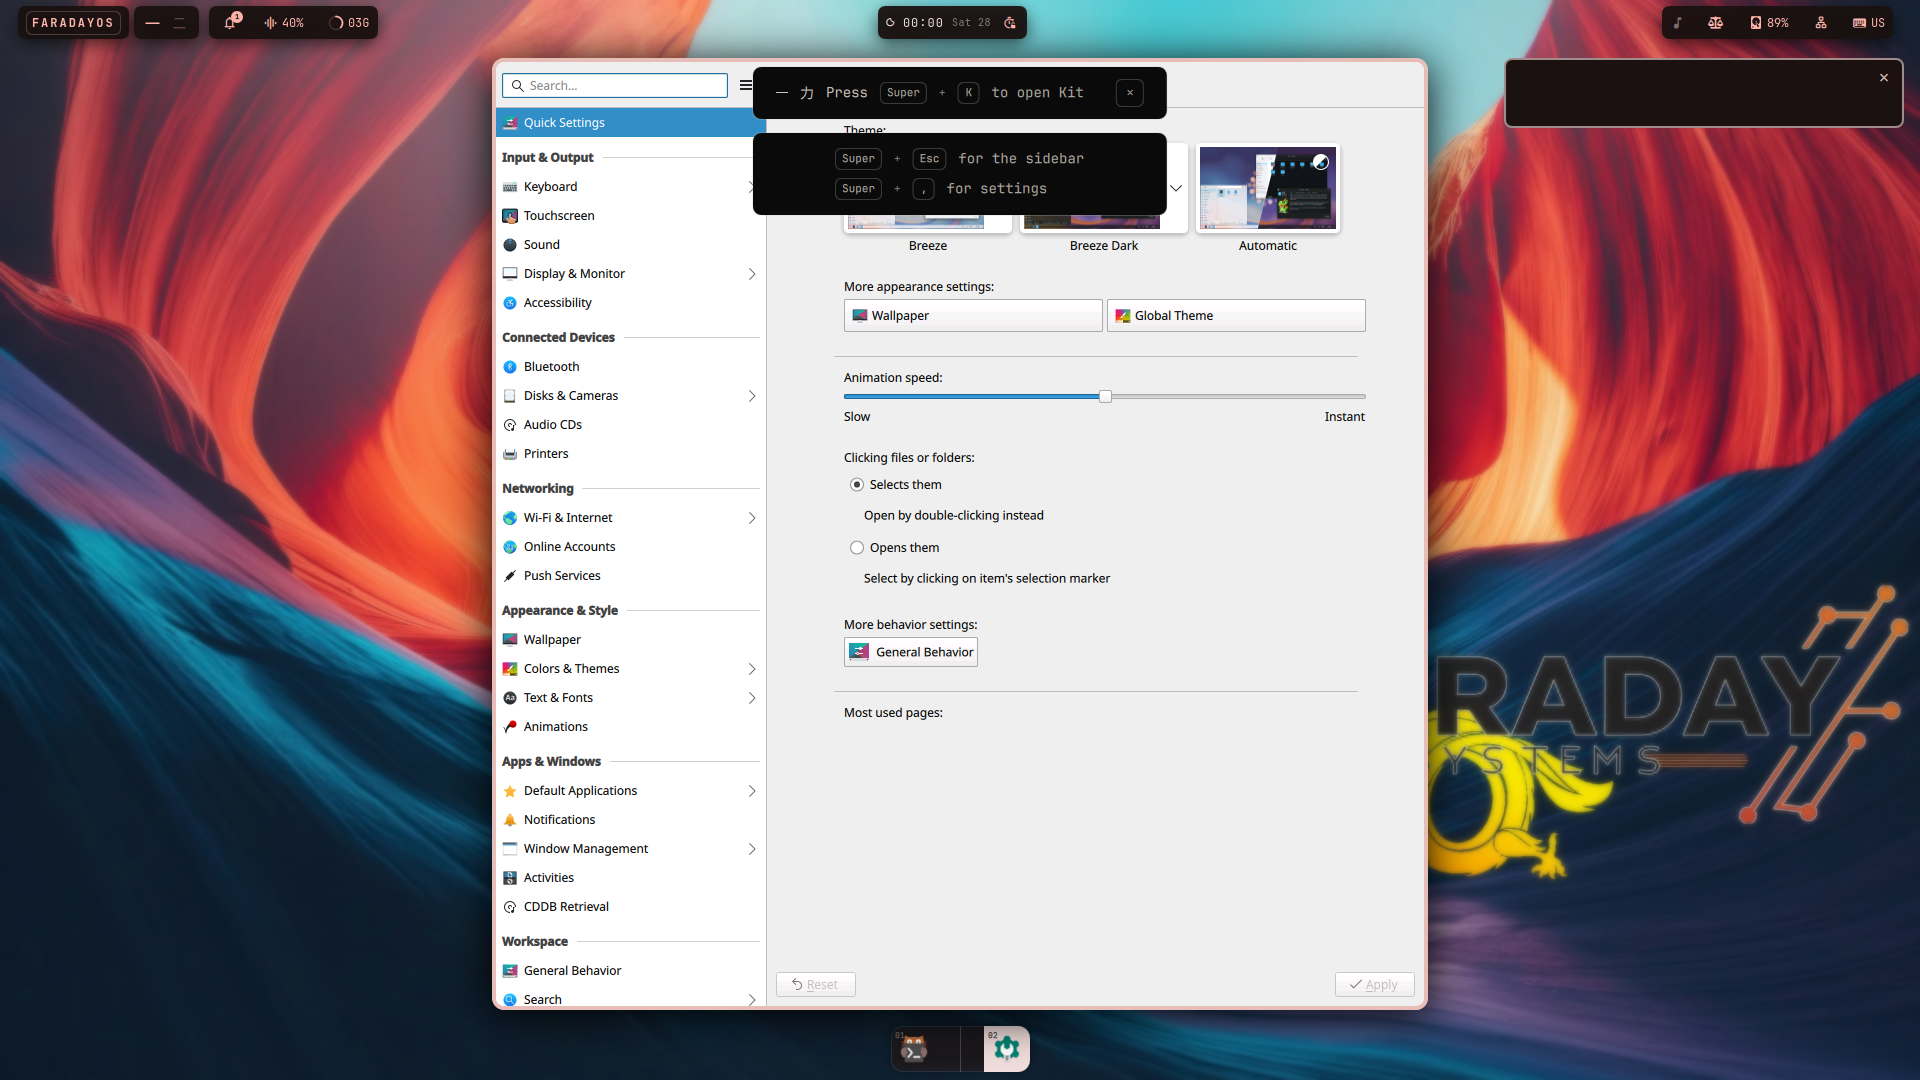 FARADAYOS
1
40%
03G
00:00 Sat 28
89%
US
Search...
一 力 Press Super + K to open Kit ×
Super + Esc for the sidebar
Super + , for settings
Quick Settings
Input & Output
Keyboard
Touchscreen
Sound
Display & Monitor
Accessibility
Connected Devices
Bluetooth
Disks & Cameras
Audio CDs
Printers
Networking
Wi-Fi & Internet
Online Accounts
Push Services
Appearance & Style
Wallpaper
Colors & Themes
Text & Fonts
Animations
Apps & Windows
Default Applications
Notifications
Window Management
Activities
CDDB Retrieval
Workspace
General Behavior
Search
Theme:
Breeze
Breeze Dark
Automatic
More appearance settings:
Wallpaper
Global Theme
Animation speed:
Slow
Instant
Clicking files or folders:
Selects them
Open by double-clicking instead
Opens them
Select by clicking on item's selection marker
More behavior settings:
General Behavior
Most used pages:
Reset
Apply
RADAY
YSTEMS
01
02